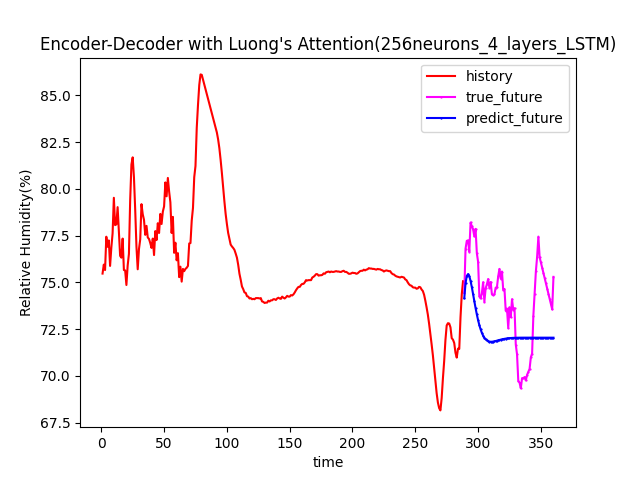 Encoder-Decoder with Luong's Attention(256neurons_4_layers_LSTM)
history
true_future
predict_future
Relative Humidity(%)
85.0
82.5
80.0
77.5
75.0
72.5
70.0
67.5
0 50 100 150 200 250 300 350
time